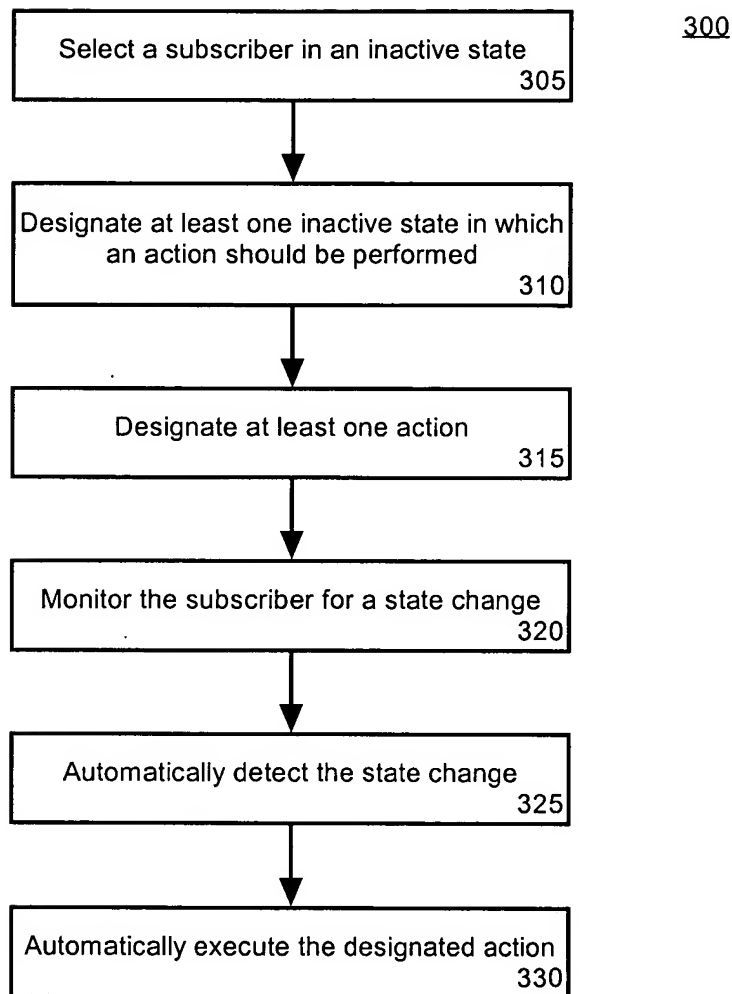 300
Select a subscriber in an inactive state
305
Designate at least one inactive state in which
an action should be performed
310
Designate at least one action
315
Monitor the subscriber for a state change
320
Automatically detect the state change
325
Automatically execute the designated action
330